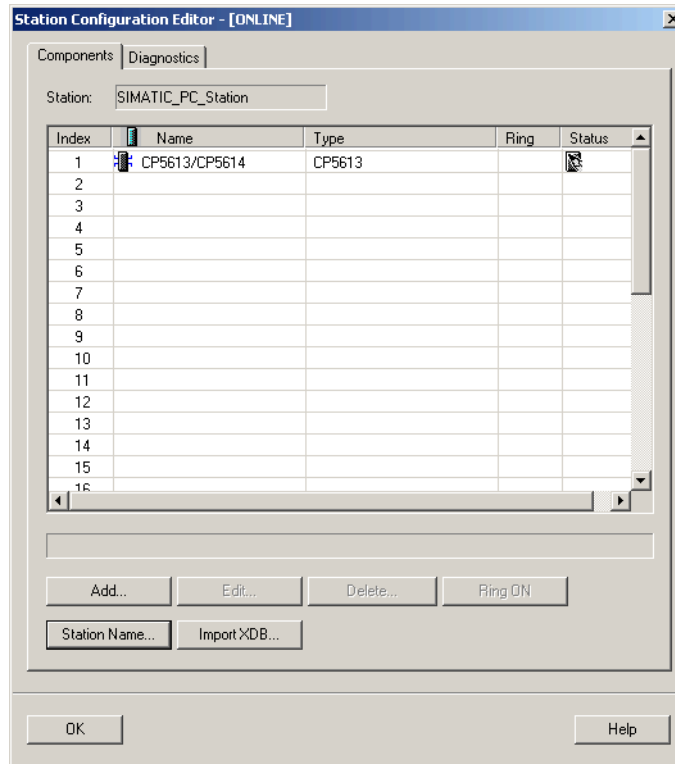 Station Configuration Editor - [ONLINE]
Components Diagnostics
Station: SIMATIC_PC_Station
Index Name Type Ring Status
1 CP5613/CP5614 CP5613
2
3
4
5
6
7
8
9
10
11
12
13
14
15
16
Add... Edit... Delete... Ring ON
Station Name... Import XDB...
OK Help